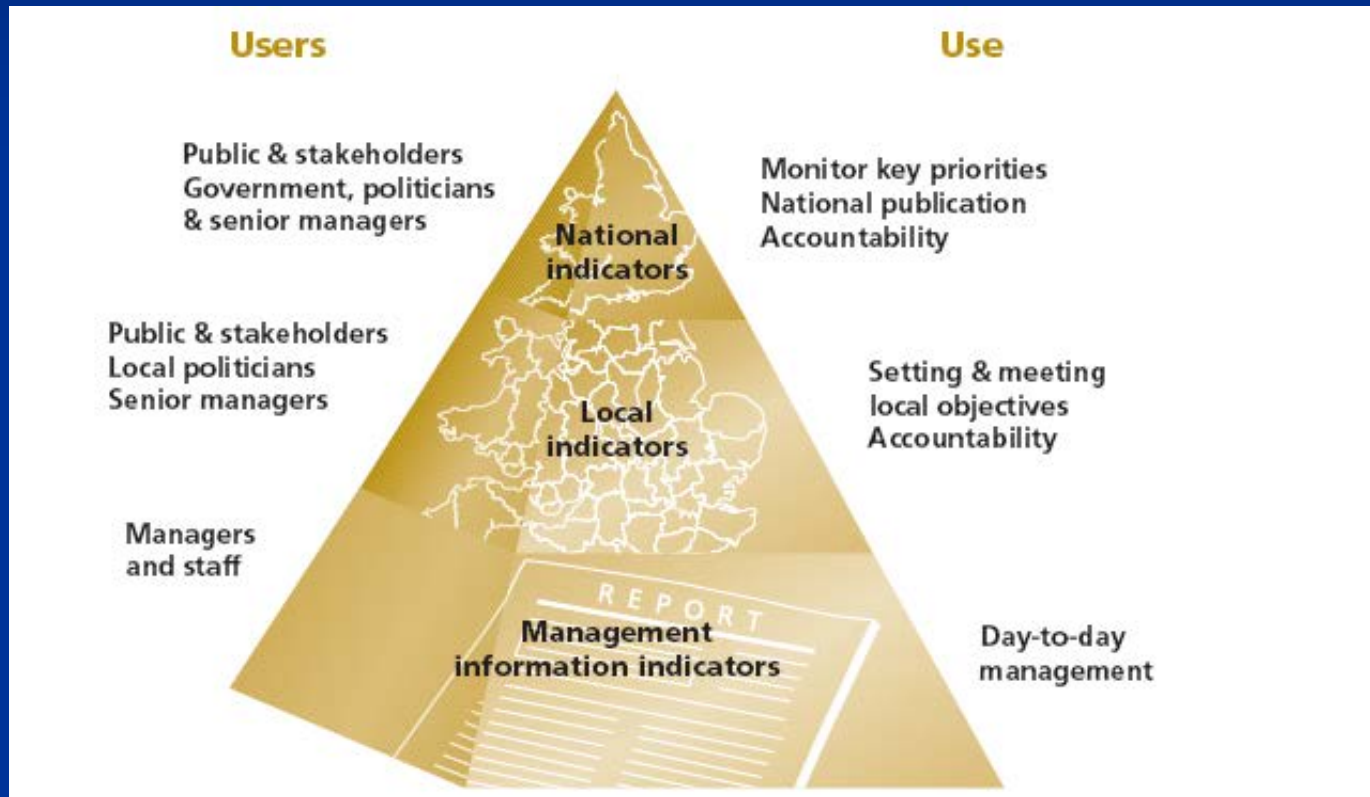 Users
Use
Public & stakeholders
Government, politicians
& senior managers
National
indicators
Monitor key priorities
National publication
Accountability
Public & stakeholders
Local politicians
Senior managers
Local
indicators
Setting & meeting
local objectives
Accountability
Managers
and staff
REPORT
Management
information indicators
Day-to-day
management